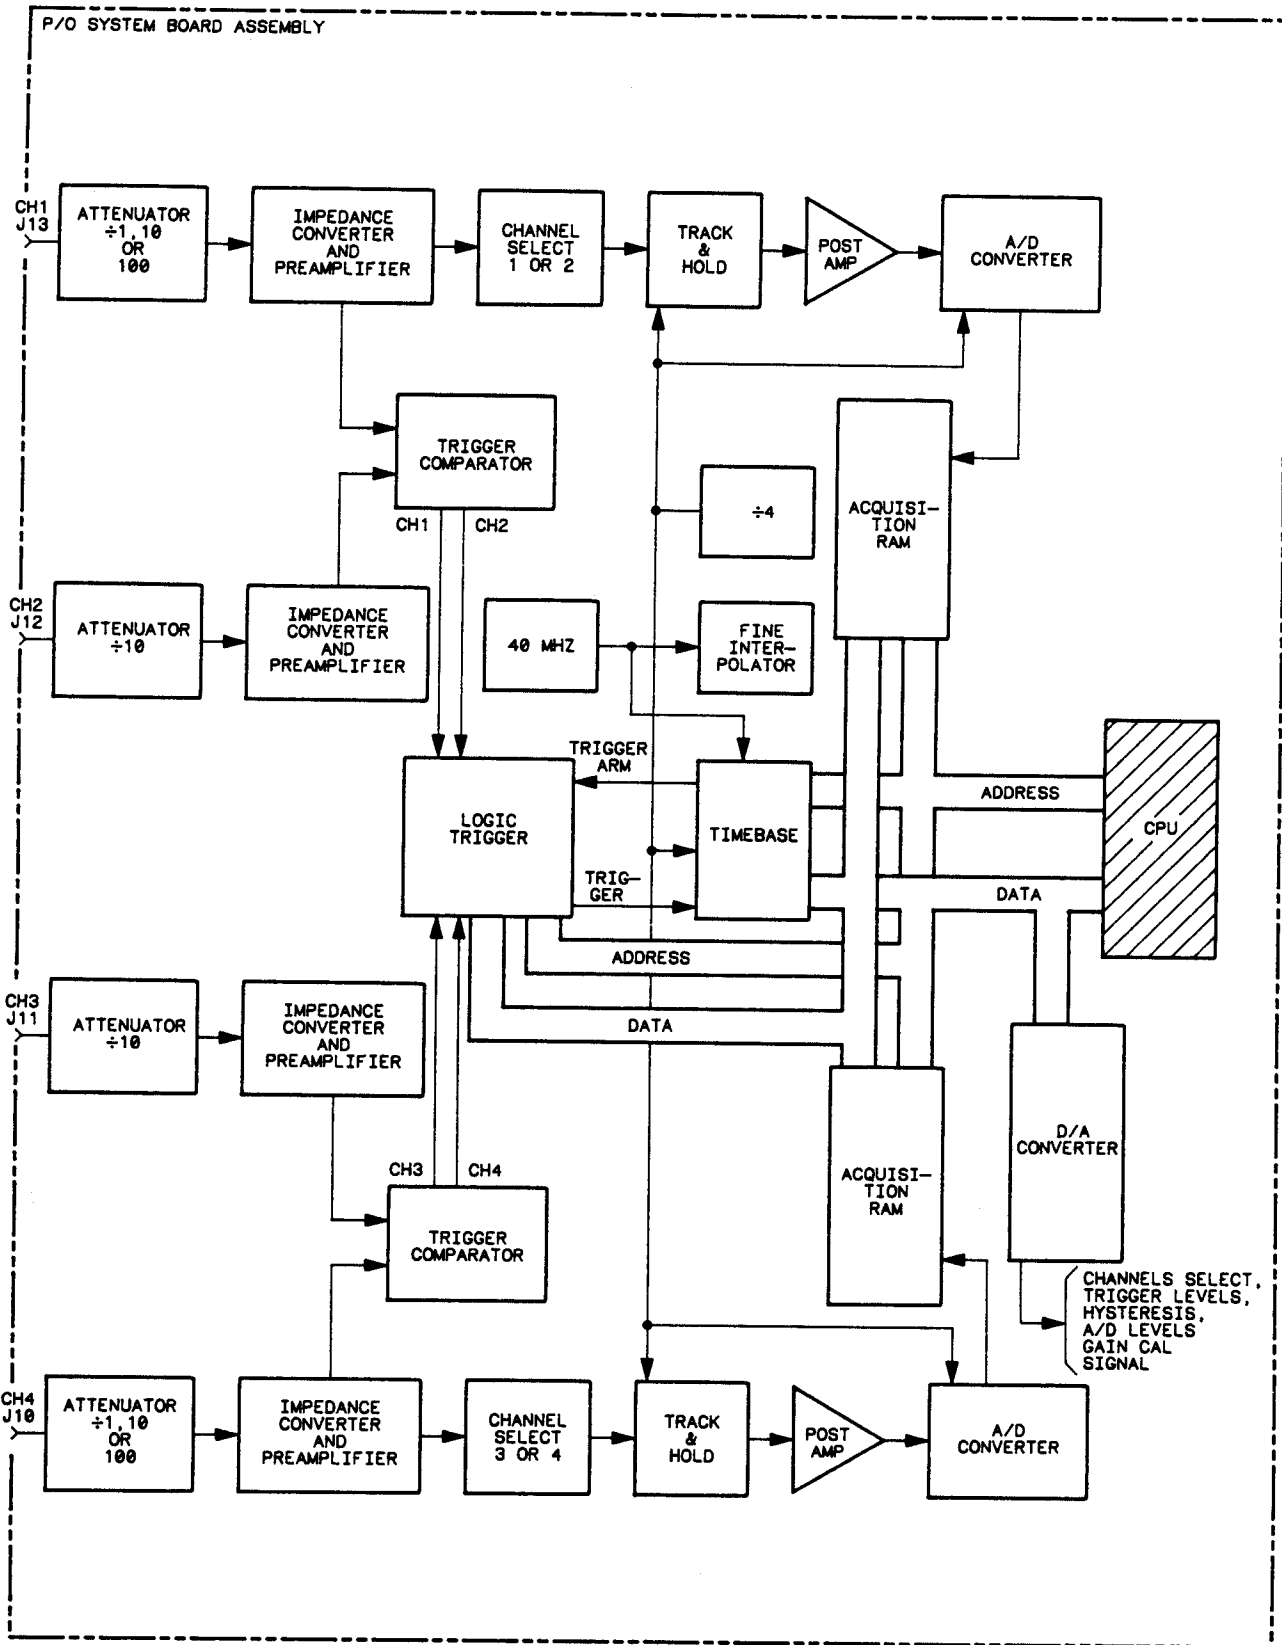 P/O SYSTEM BOARD ASSEMBLY
CH1
J13
ATTENUATOR
÷1,10
OR
100
IMPEDANCE
CONVERTER
AND
PREAMPLIFIER
CHANNEL
SELECT
1 OR 2
TRACK
&
HOLD
POST
AMP
A/D
CONVERTER
TRIGGER
COMPARATOR
CH1
CH2
÷4
ACQUISI-
TION
RAM
CH2
J12
ATTENUATOR
÷10
IMPEDANCE
CONVERTER
AND
PREAMPLIFIER
40 MHZ
FINE
INTER-
POLATOR
TRIGGER
ARM
LOGIC
TRIGGER
TIMEBASE
ADDRESS
CPU
TRIG-
GER
DATA
ADDRESS
DATA
CH3
J11
ATTENUATOR
÷10
IMPEDANCE
CONVERTER
AND
PREAMPLIFIER
CH3
CH4
TRIGGER
COMPARATOR
ACQUISI-
TION
RAM
D/A
CONVERTER
CHANNELS SELECT,
TRIGGER LEVELS,
HYSTERESIS,
A/D LEVELS
GAIN CAL
SIGNAL
CH4
J10
ATTENUATOR
÷1,10
OR
100
IMPEDANCE
CONVERTER
AND
PREAMPLIFIER
CHANNEL
SELECT
3 OR 4
TRACK
&
HOLD
POST
AMP
A/D
CONVERTER